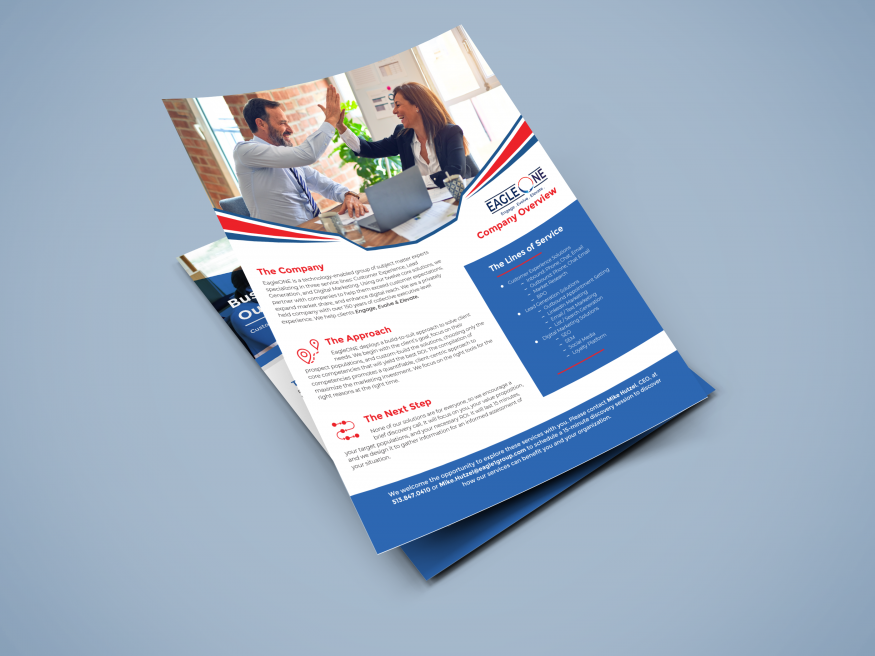 EAGLEONE
Engage. Evolve. Elevate.
Company Overview
The Company
EagleONE is a technology-enabled group of subject matter experts
specializing in three service lines: Customer Experience, Lead
Generation, and Digital Marketing. Using our twelve core solutions, we
partner with companies to help them exceed customer expectations,
expand market share, and enhance digital reach. We are a privately
held company with over 150 years of collective executive level
experience. We help clients Engage, Evolve & Elevate.
The Approach
EagleONE deploys a build-to-suit approach to solve client
needs. We begin with the client's goal, focus on their
prospect populations, and custom-build the solutions, choosing only the
core competencies that will yield the best ROI. The compilation of
competencies promotes a quantifiable, client-centric approach to
maximize the marketing investment. We focus on the right tools for the
right reasons at the right time.
The Next Step
None of our solutions are for everyone, so we encourage a
brief discovery call. It will focus on you, your value proposition,
your target populations, and your necessary ROI. It will last 15 minutes,
and we design it to gather information for an informed assessment of
your situation.
The Lines of Service
Customer Experience Solutions
– Inbound Phone, Chat, Email
– Outbound Phone, Chat, Email
– Market Research
– BPO
Lead Generation Solutions
– Outbound Appointment Setting
– LinkedIn Marketing
– Email / Text Marketing
– List / Search Generation
Digital Marketing Solutions
– SEO
– SEM
– Social Media
– Loyalty Platform
We welcome the opportunity to explore these services with you. Please contact Mike Hutzel, CEO, at
513.847.0410 or Mike.Hutzel@eagle1group.com to schedule a 15-minute discovery session to discover
how our services can benefit you and your organization.
Bus
Ou
Custo